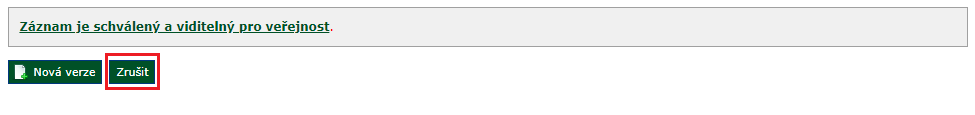 Záznam je schválený a viditelný pro veřejnost.
Nová verze Zrušit